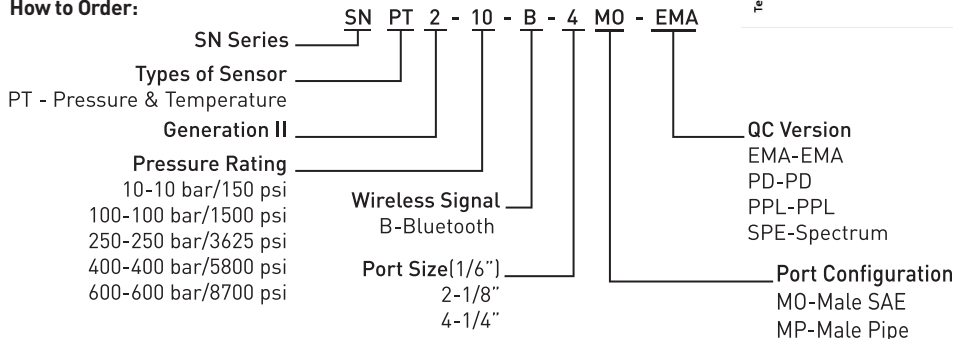 How to Order:
SN PT 2 - 10 - B - 4 MO - EMA
SN Series
Types of Sensor
PT - Pressure & Temperature
Generation II
Pressure Rating
10-10 bar/150 psi
100-100 bar/1500 psi
250-250 bar/3625 psi
400-400 bar/5800 psi
600-600 bar/8700 psi
Wireless Signal
B-Bluetooth
Port Size(1/6”)
2-1/8”
4-1/4”
QC Version
EMA-EMA
PD-PD
PPL-PPL
SPE-Spectrum
Port Configuration
MO-Male SAE
MP-Male Pipe